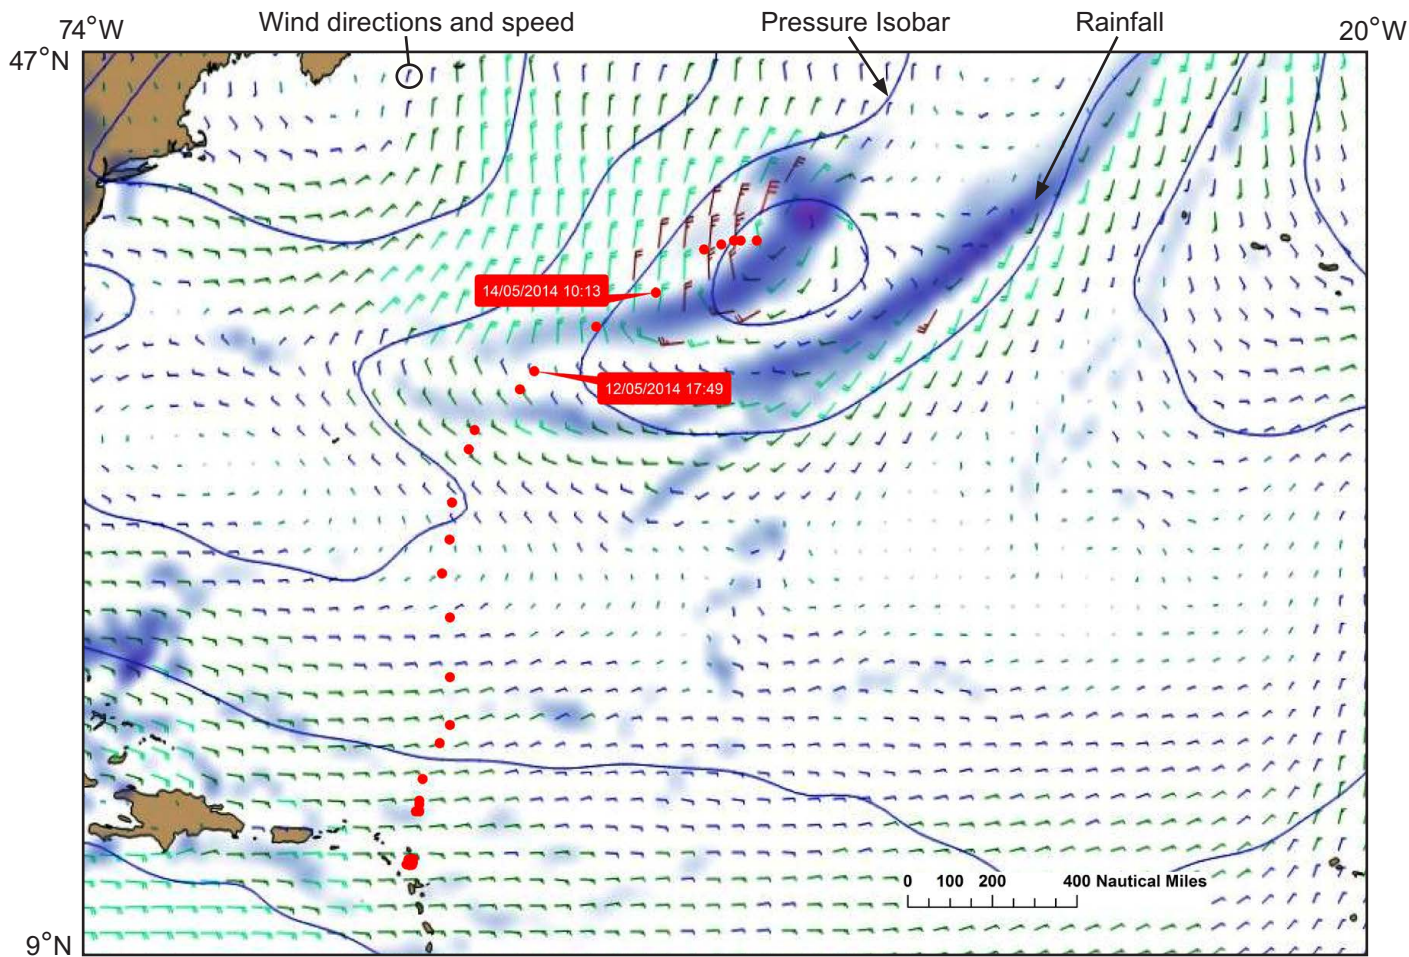 Wind directions and speed
Pressure Isobar
Rainfall
74°W
20°W
47°N
14/05/2014 10:13
12/05/2014 17:49
0 100 200 400 Nautical Miles
9°N